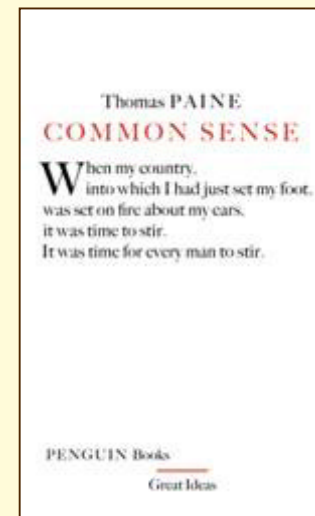 Thomas PAINE
COMMON SENSE
When my country,
into which I had just set my foot,
was set on fire about my ears,
it was time to stir.
It was time for every man to stir.
PENGUIN Books
Great Ideas